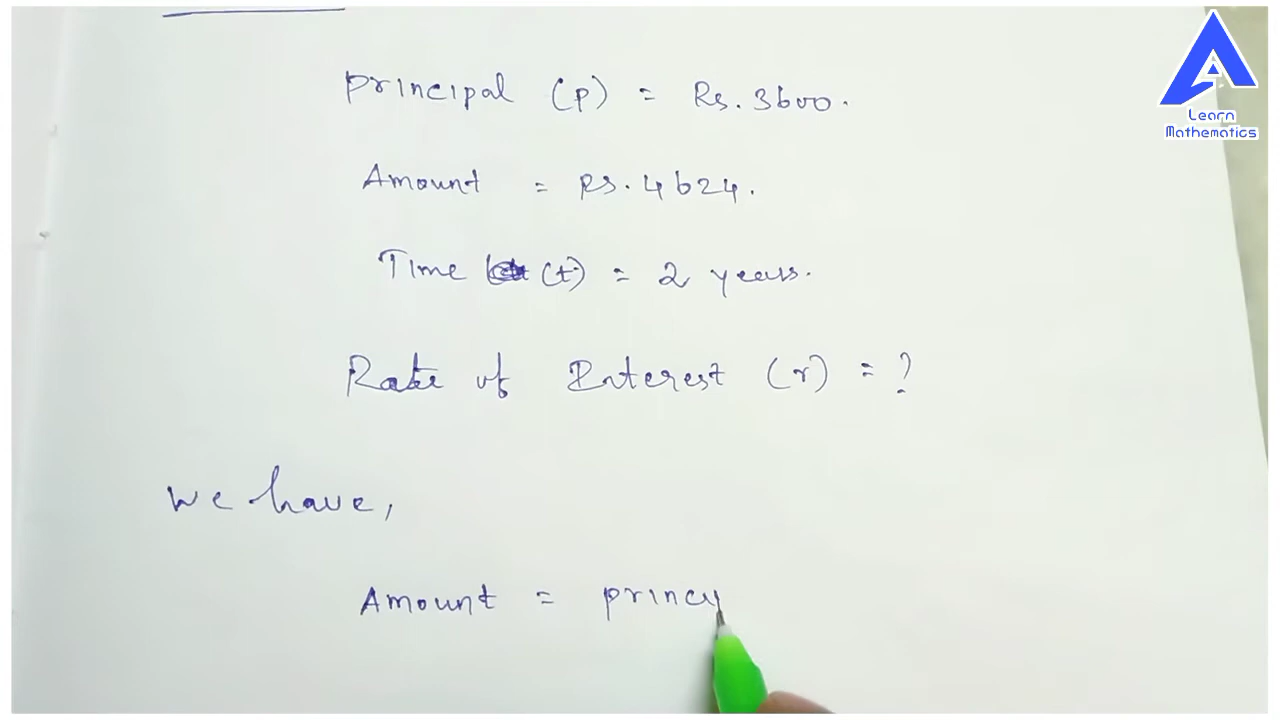 Principal (p) = Rs. 3600.
Learn
Mathematics
Amount = Rs. 4624.
Time (t) = 2 years.
Rate of Interest (r) = ?
We have,
Amount = princi